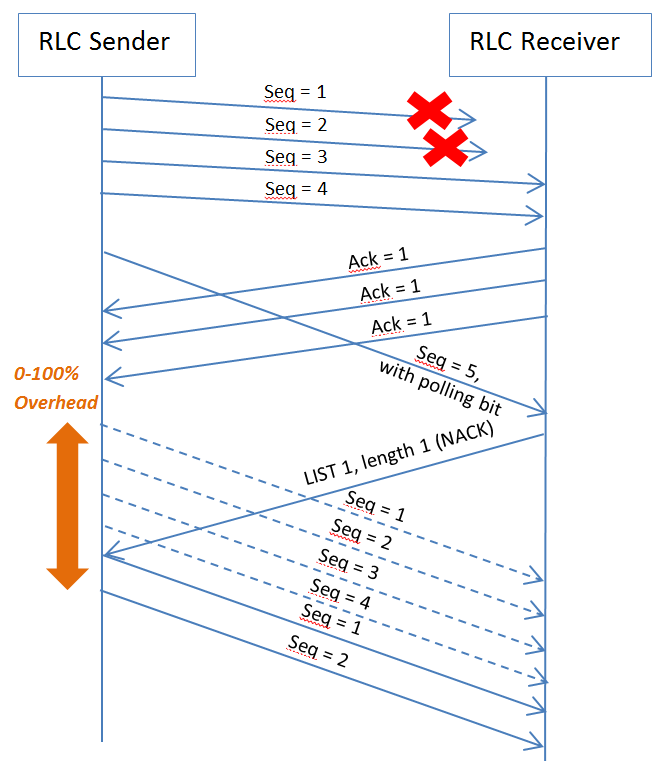 RLC Sender
RLC Receiver
Seq = 1
Seq = 2
Seq = 3
Seq = 4
Ack = 1
Ack = 1
Ack = 1
Seq = 5,
with polling bit
0-100%
Overhead
LIST 1, length 1 (NACK)
Seq = 1
Seq = 2
Seq = 3
Seq = 4
Seq = 1
Seq = 2